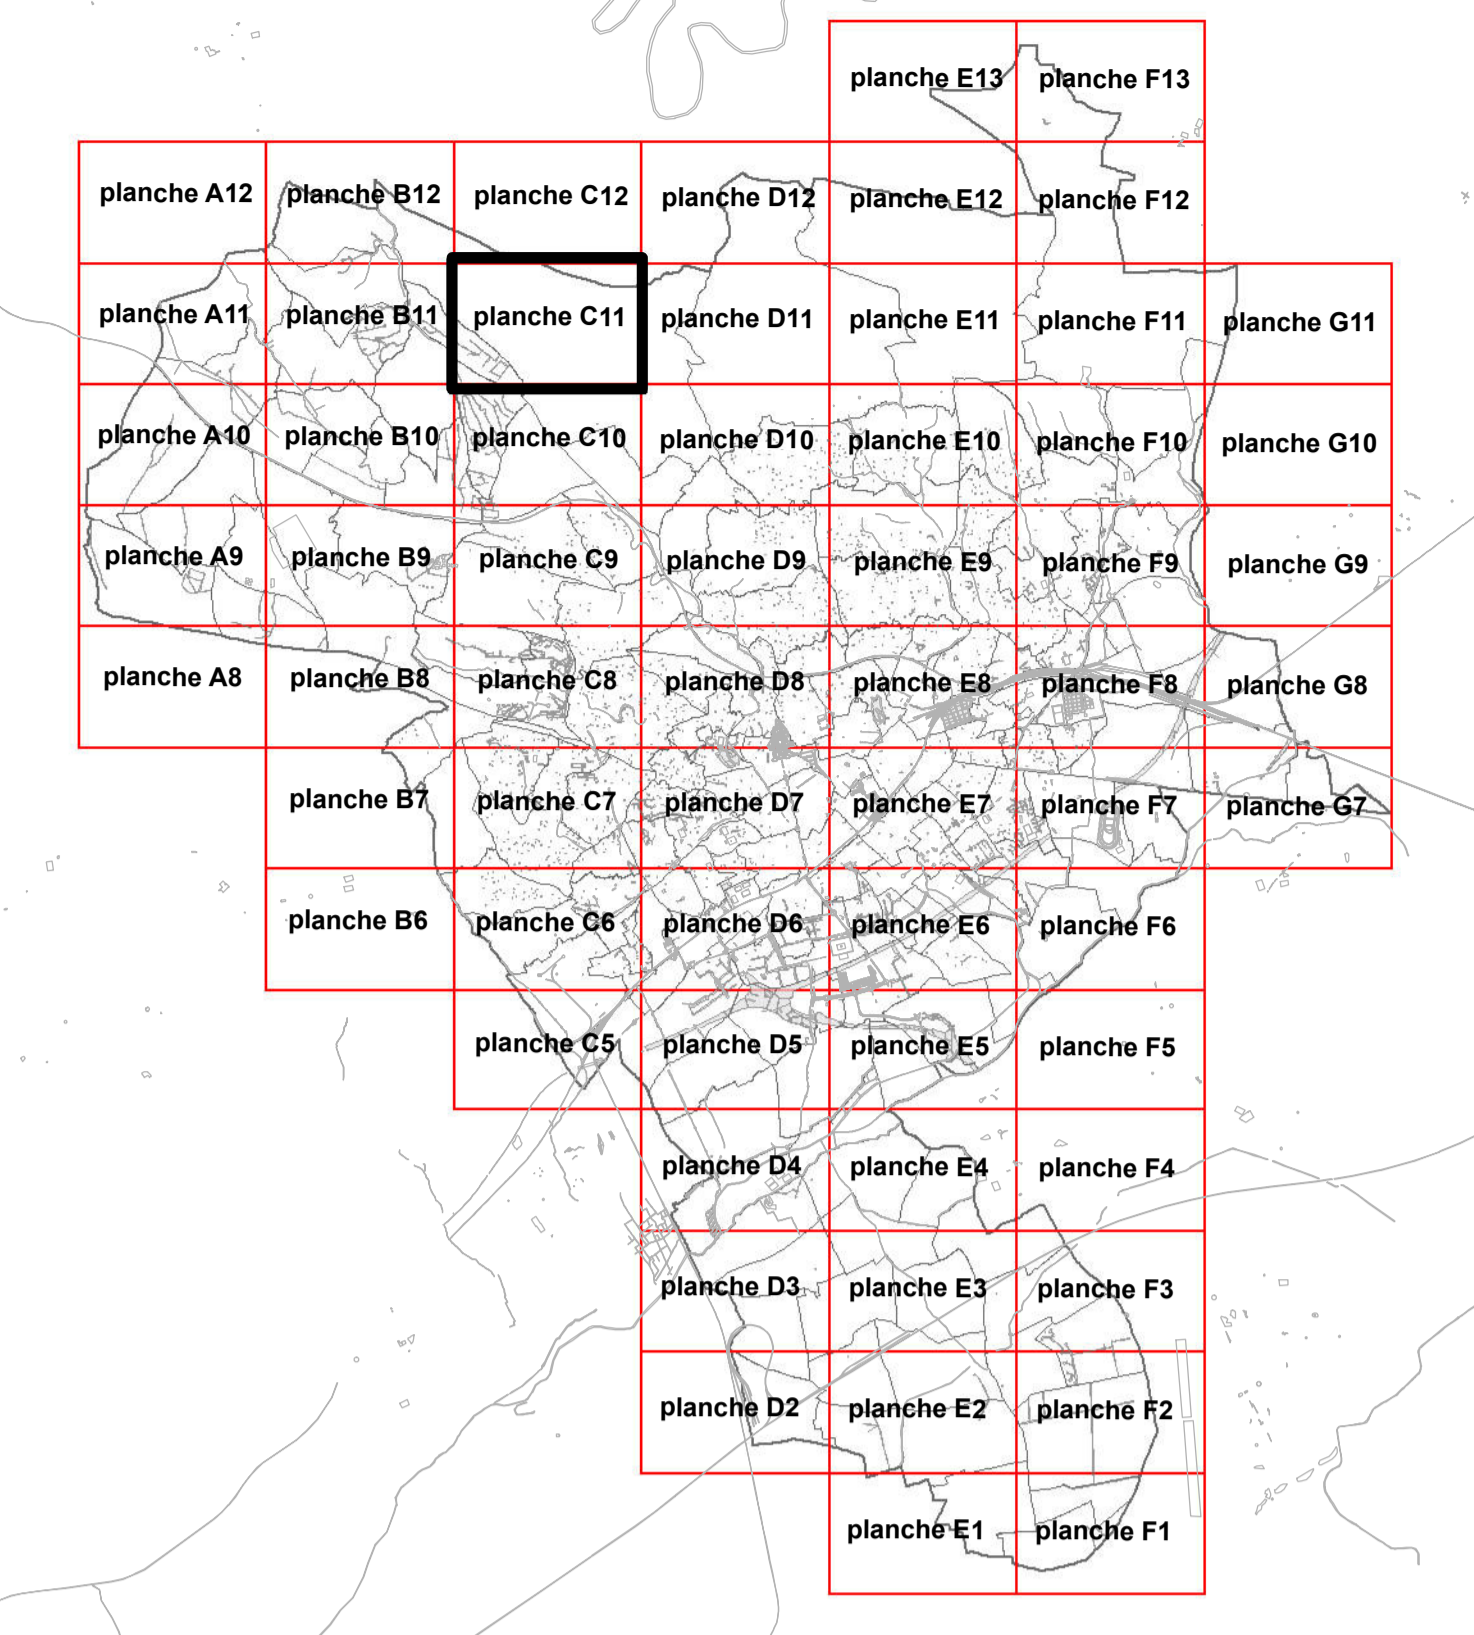 planche E13 planche F13
planche A12 planche B12 planche C12 planche D12 planche E12 planche F12
planche A11 planche B11 planche C11 planche D11 planche E11 planche F11 planche G11
planche A10 planche B10 planche C10 planche D10 planche E10 planche F10 planche G10
planche A9 planche B9 planche C9 planche D9 planche E9 planche F9 planche G9
planche A8 planche B8 planche C8 planche D8 planche E8 planche F8 planche G8
planche B7 planche C7 planche D7 planche E7 planche F7 planche G7
planche B6 planche C6 planche D6 planche E6 planche F6
planche C5 planche D5 planche E5 planche F5
planche D4 planche E4 planche F4
planche D3 planche E3 planche F3
planche D2 planche E2 planche F2
planche E1 planche F1